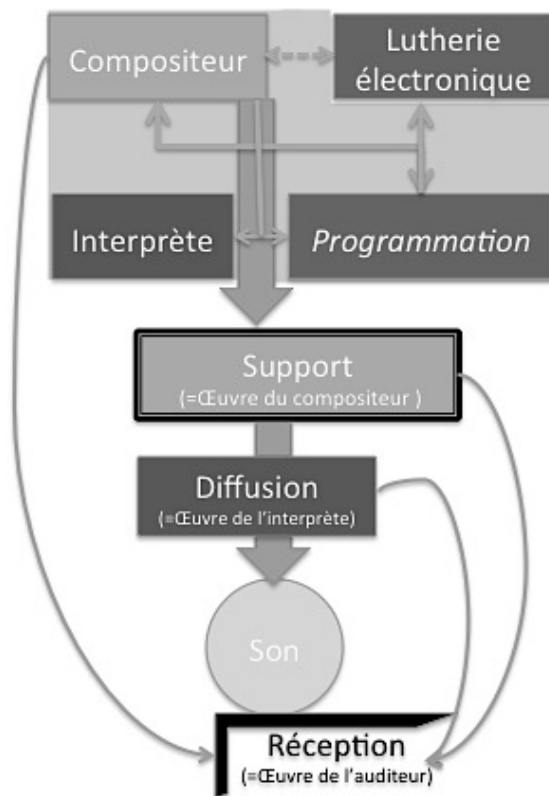 Compositeur
Lutherie
électronique
Interprète
Programmation
Support
(=Œuvre du compositeur )
Diffusion
(=Œuvre de l'interprète)
Son
Réception
(=Œuvre de l'auditeur)